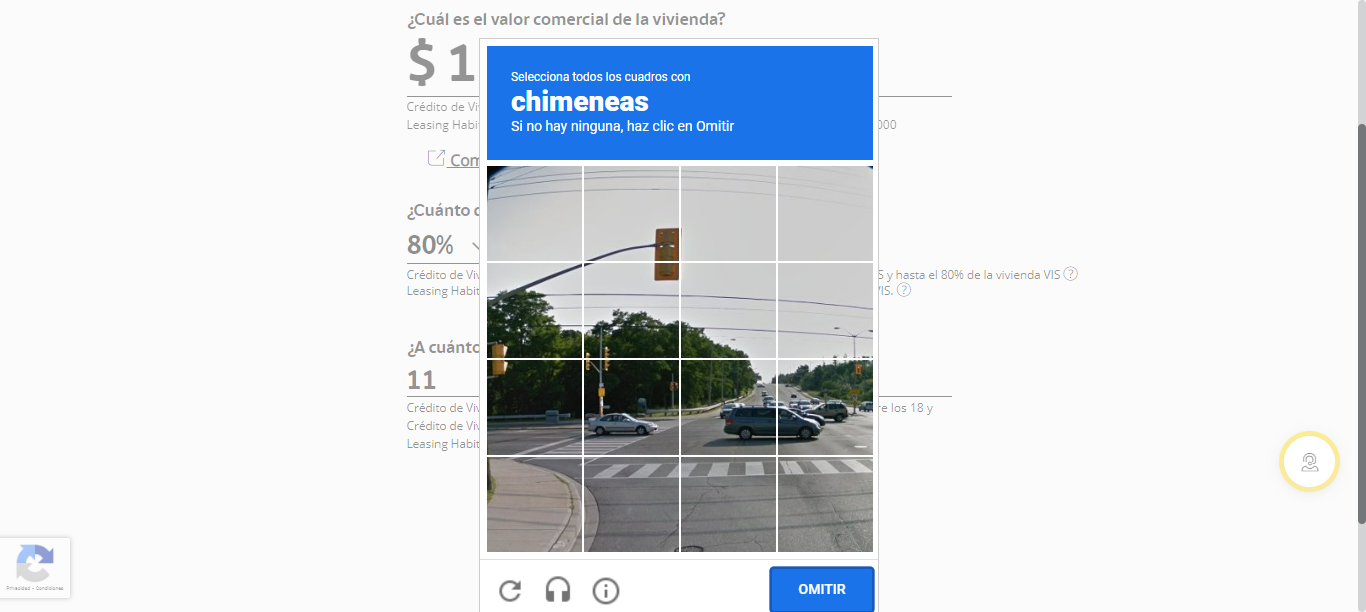 ¿Cuál es el valor comercial de la vivienda?
$ 1
Crédito de Vi
Leasing Habi
000
Com
¿Cuánto
80%
Crédito de Viv
S y hasta el 80% de la vivienda VIS ?
Leasing Habit
VIS. ?
¿A cuánto
11
Crédito de Viv
re los 18 y
Crédito de Viv
Leasing Habit
Selecciona todos los cuadros con
chimeneas
Si no hay ninguna, haz clic en Omitir
OMITIR
Privacidad - Condiciones